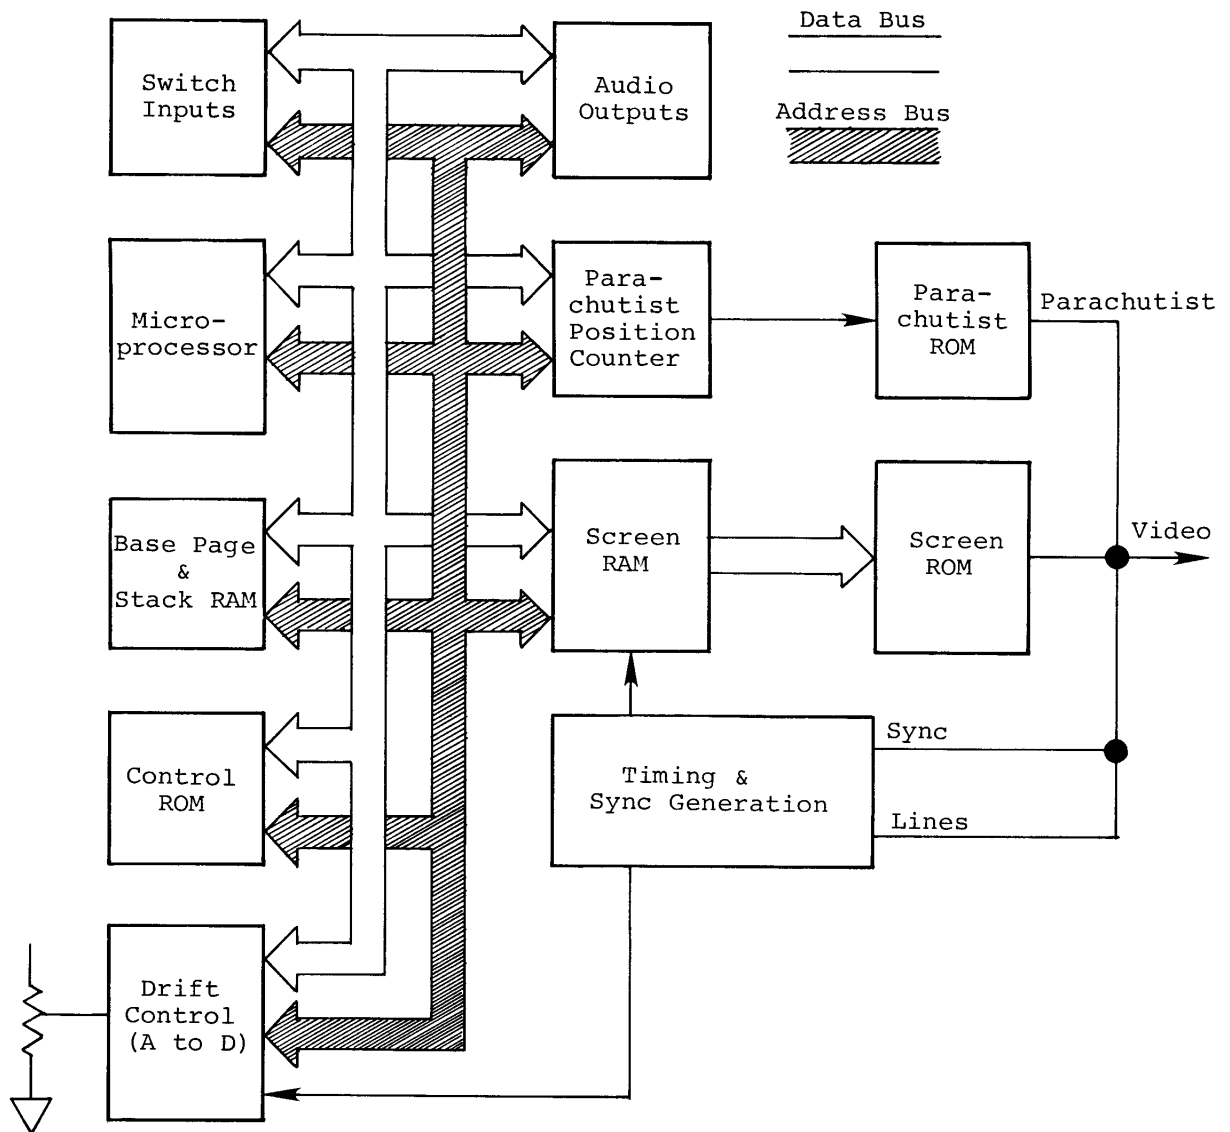 Data Bus
Switch
Inputs
Audio
Outputs
Address Bus
Micro-
processor
Para-
chutist
Position
Counter
Para-
chutist
ROM
Parachutist
Base Page
&
Stack RAM
Screen
RAM
Screen
ROM
Video
Control
ROM
Timing &
Sync Generation
Sync
Lines
Drift
Control
(A to D)